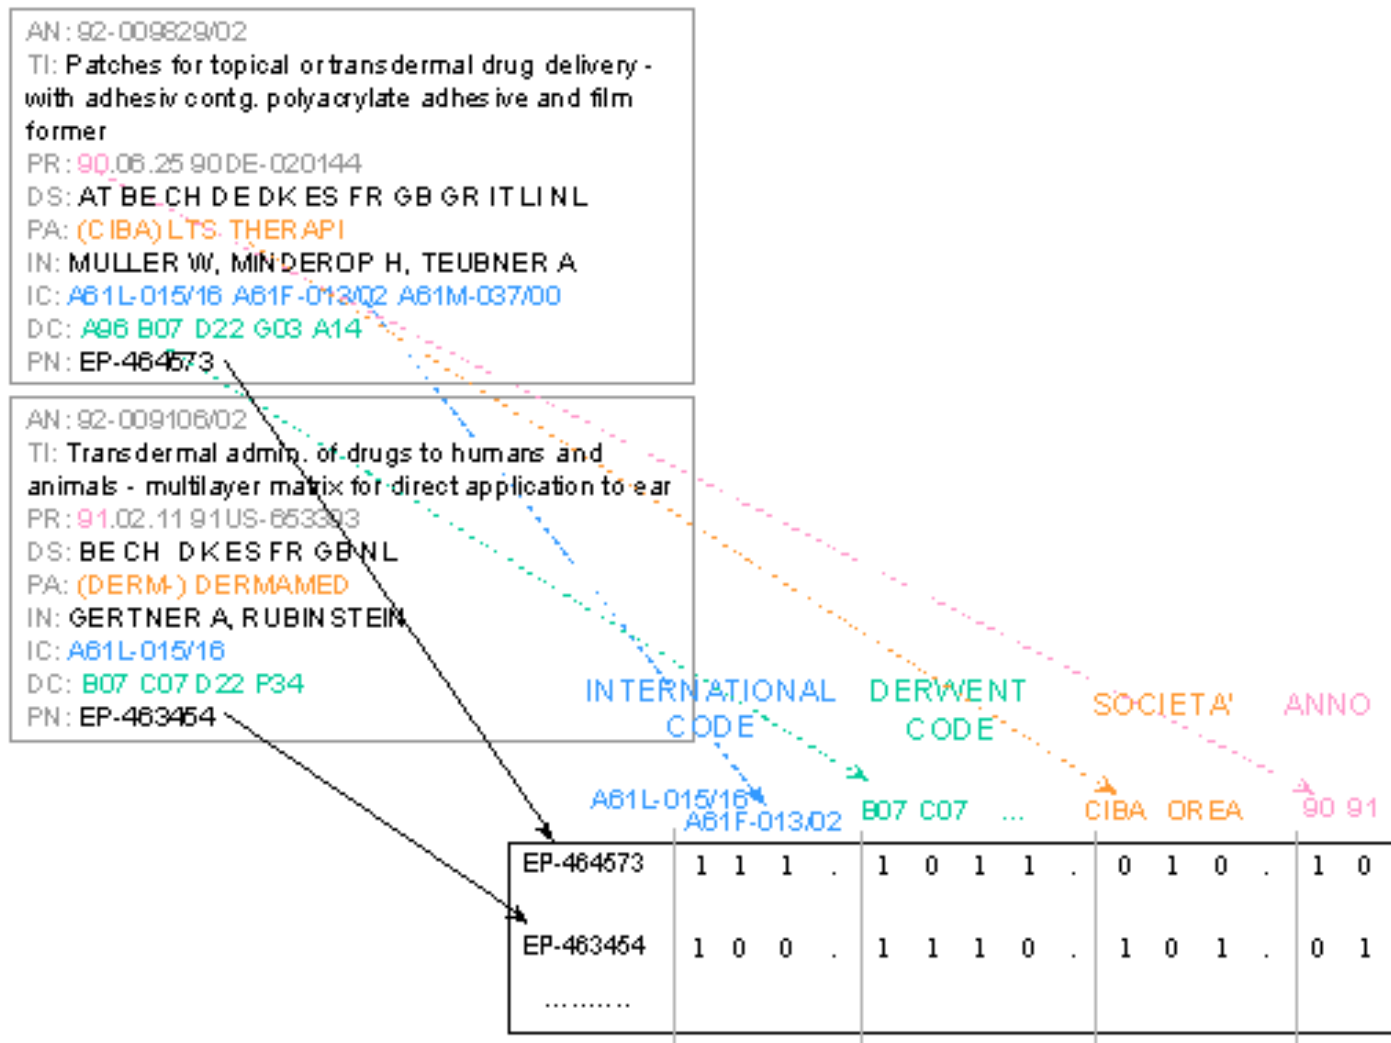 AN: 92-009829/02
TI: Patches for topical or transdermal drug delivery -
with adhesiv contg. polyacrylate adhesive and film
former
PR: 90.06.25 90DE-020144
DS: AT BE CH DE DK ES FR GB GR IT LI NL
PA: (CIBA) LTS THERAPI
IN: MULLER W, MINDEROP H, TEUBNER A
IC: A61L-015/16 A61F-013/02 A61M-037/00
DC: A96 B07 D22 G03 A14
PN: EP-464573
AN: 92-009106/02
TI: Transdermal admin. of drugs to humans and
animals - multilayer matrix for direct application to ear
PR: 91.02.11 91US-653393
DS: BE CH DK ES FR GB NL
PA: (DERM-) DERMAMED
IN: GERTNER A, RUBINSTEIN
IC: A61L-015/16
DC: B07 C07 D22 P34
PN: EP-463454
INTERNATIONAL CODE
DERWENT CODE
SOCIETA'
ANNO
A61L-015/16
A61F-013/02
B07 C07 ...
CIBA OREA
90 91
EP-464573 1 1 1 . 1 0 1 1 . 0 1 0 . 1 0
EP-463454 1 0 0 . 1 1 1 0 . 1 0 1 . 0 1
.........